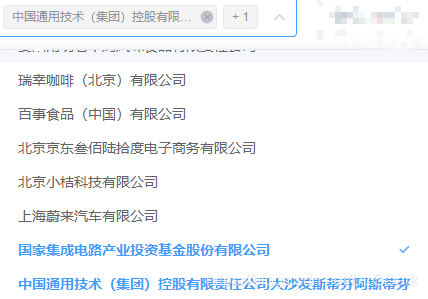 中国通用技术（集团）控股有限...
+ 1
瑞幸咖啡（北京）有限公司
百事食品（中国）有限公司
北京京东叁佰陆拾度电子商务有限公司
北京小桔科技有限公司
上海蔚来汽车有限公司
国家集成电路产业投资基金股份有限公司
中国通用技术（集团）控股有限责任公司大沙发斯蒂芬阿斯蒂芬